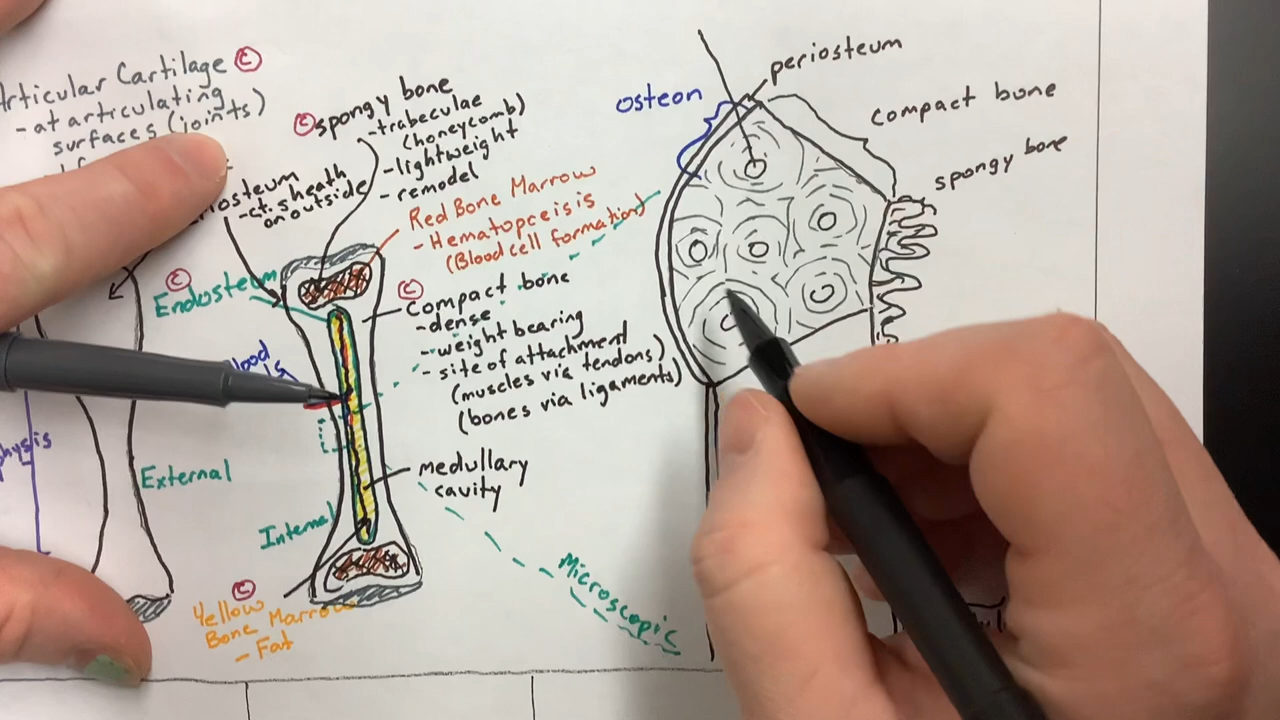 Articular Cartilage ©
- at articulating
surfaces (joints)
© spongy bone
- trabeculae
(honeycomb)
- lightweight
- remodel
- ct. sheath
on outside
Red Bone Marrow
- Hematopoeisis
(Blood cell formation)
©
Endosteum
© Compact bone
- dense
- weight bearing
- site of attachment
(muscles via tendons)
(bones via ligaments)
medullary
cavity
External
Internal
©
Yellow
Bone Marrow
- Fat
Microscopic
osteon
periosteum
compact bone
spongy bone